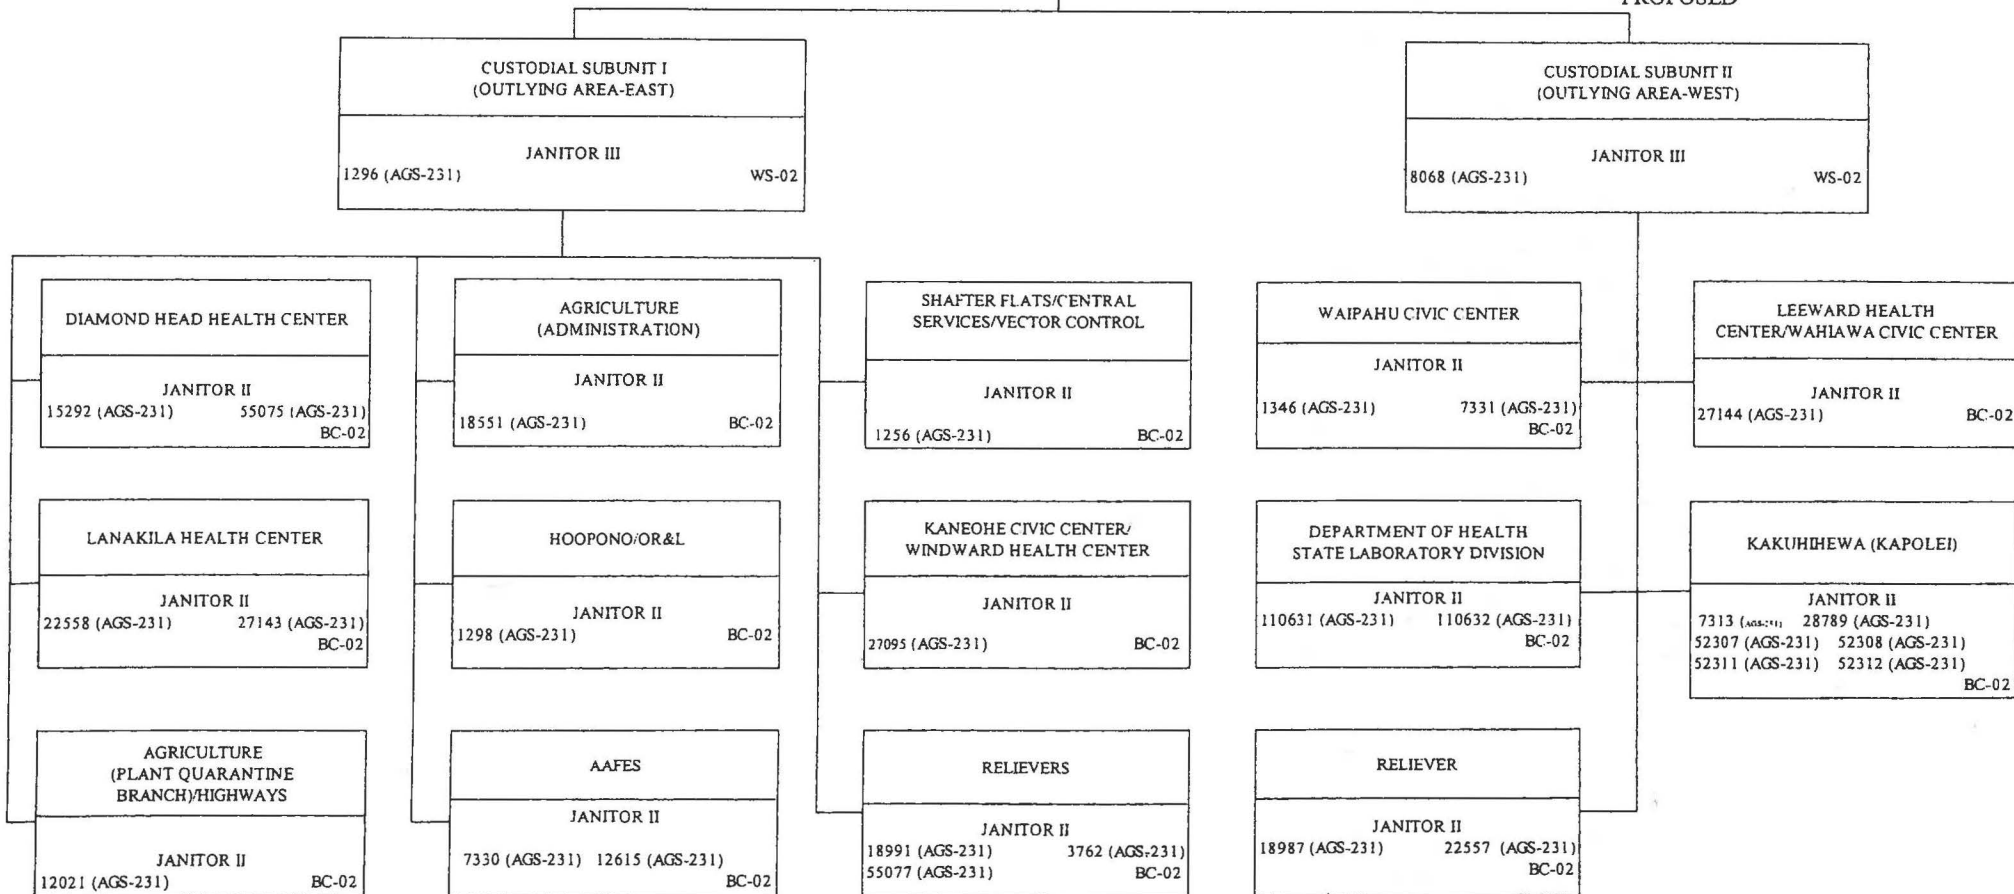 PROPOSED
CUSTODIAL SUBUNIT I
(OUTLYING AREA-EAST)
JANITOR III
1296 (AGS-231) WS-02
CUSTODIAL SUBUNIT II
(OUTLYING AREA-WEST)
JANITOR III
8068 (AGS-231) WS-02
DIAMOND HEAD HEALTH CENTER
JANITOR II
15292 (AGS-231) 55075 (AGS-231)
BC-02
AGRICULTURE
(ADMINISTRATION)
JANITOR II
18551 (AGS-231) BC-02
SHAFTER FLATS/CENTRAL
SERVICES/VECTOR CONTROL
JANITOR II
1256 (AGS-231) BC-02
WAIPAHU CIVIC CENTER
JANITOR II
1346 (AGS-231) 7331 (AGS-231)
BC-02
LEEWARD HEALTH
CENTER/WAHIAWA CIVIC CENTER
JANITOR II
27144 (AGS-231) BC-02
LANAKILA HEALTH CENTER
JANITOR II
22558 (AGS-231) 27143 (AGS-231)
BC-02
HOOPONO/OR&L
JANITOR II
1298 (AGS-231) BC-02
KANEOHE CIVIC CENTER/
WINDWARD HEALTH CENTER
JANITOR II
27095 (AGS-231) BC-02
DEPARTMENT OF HEALTH
STATE LABORATORY DIVISION
JANITOR II
110631 (AGS-231) 110632 (AGS-231)
BC-02
KAKUHIHEWA (KAPOLEI)
JANITOR II
7313 (AGS-231) 28789 (AGS-231)
52307 (AGS-231) 52308 (AGS-231)
52311 (AGS-231) 52312 (AGS-231)
BC-02
AGRICULTURE
(PLANT QUARANTINE
BRANCH)/HIGHWAYS
JANITOR II
12021 (AGS-231) BC-02
AAFES
JANITOR II
7330 (AGS-231) 12615 (AGS-231)
BC-02
RELIEVERS
JANITOR II
18991 (AGS-231) 3762 (AGS-231)
55077 (AGS-231) BC-02
RELIEVER
JANITOR II
18987 (AGS-231) 22557 (AGS-231)
BC-02